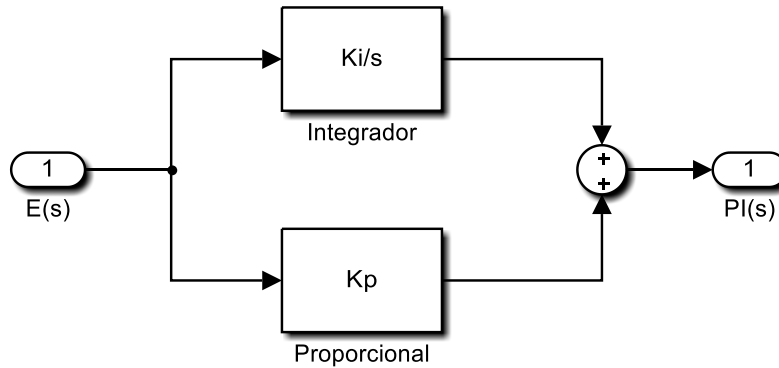 Ki/s
Integrador
1
E(s)
+
+
1
PI(s)
Kp
Proporcional